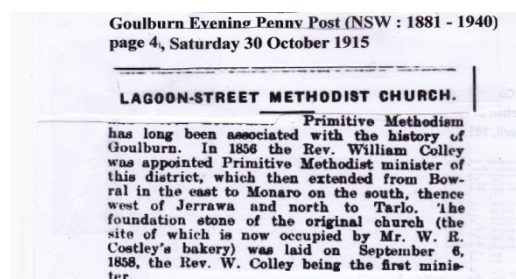 Goulburn Evening Penny Post (NSW : 1881 - 1940)
page 4, Saturday 30 October 1915
LAGOON-STREET METHODIST CHURCH.
Primitive Methodism
has long been associated with the history of
Goulburn. In 1856 the Rev. William Colley
was appointed Primitive Methodist minister of
this district, which then extended from Bow-
ral in the east to Monaro on the south, thence
west of Jerrawa and north to Tarlo. The
foundation stone of the original church (the
site of which is now occupied by Mr. W. R.
Costley's bakery) was laid on September 6,
1858, the Rev. W. Colley being the first minis-
ter.